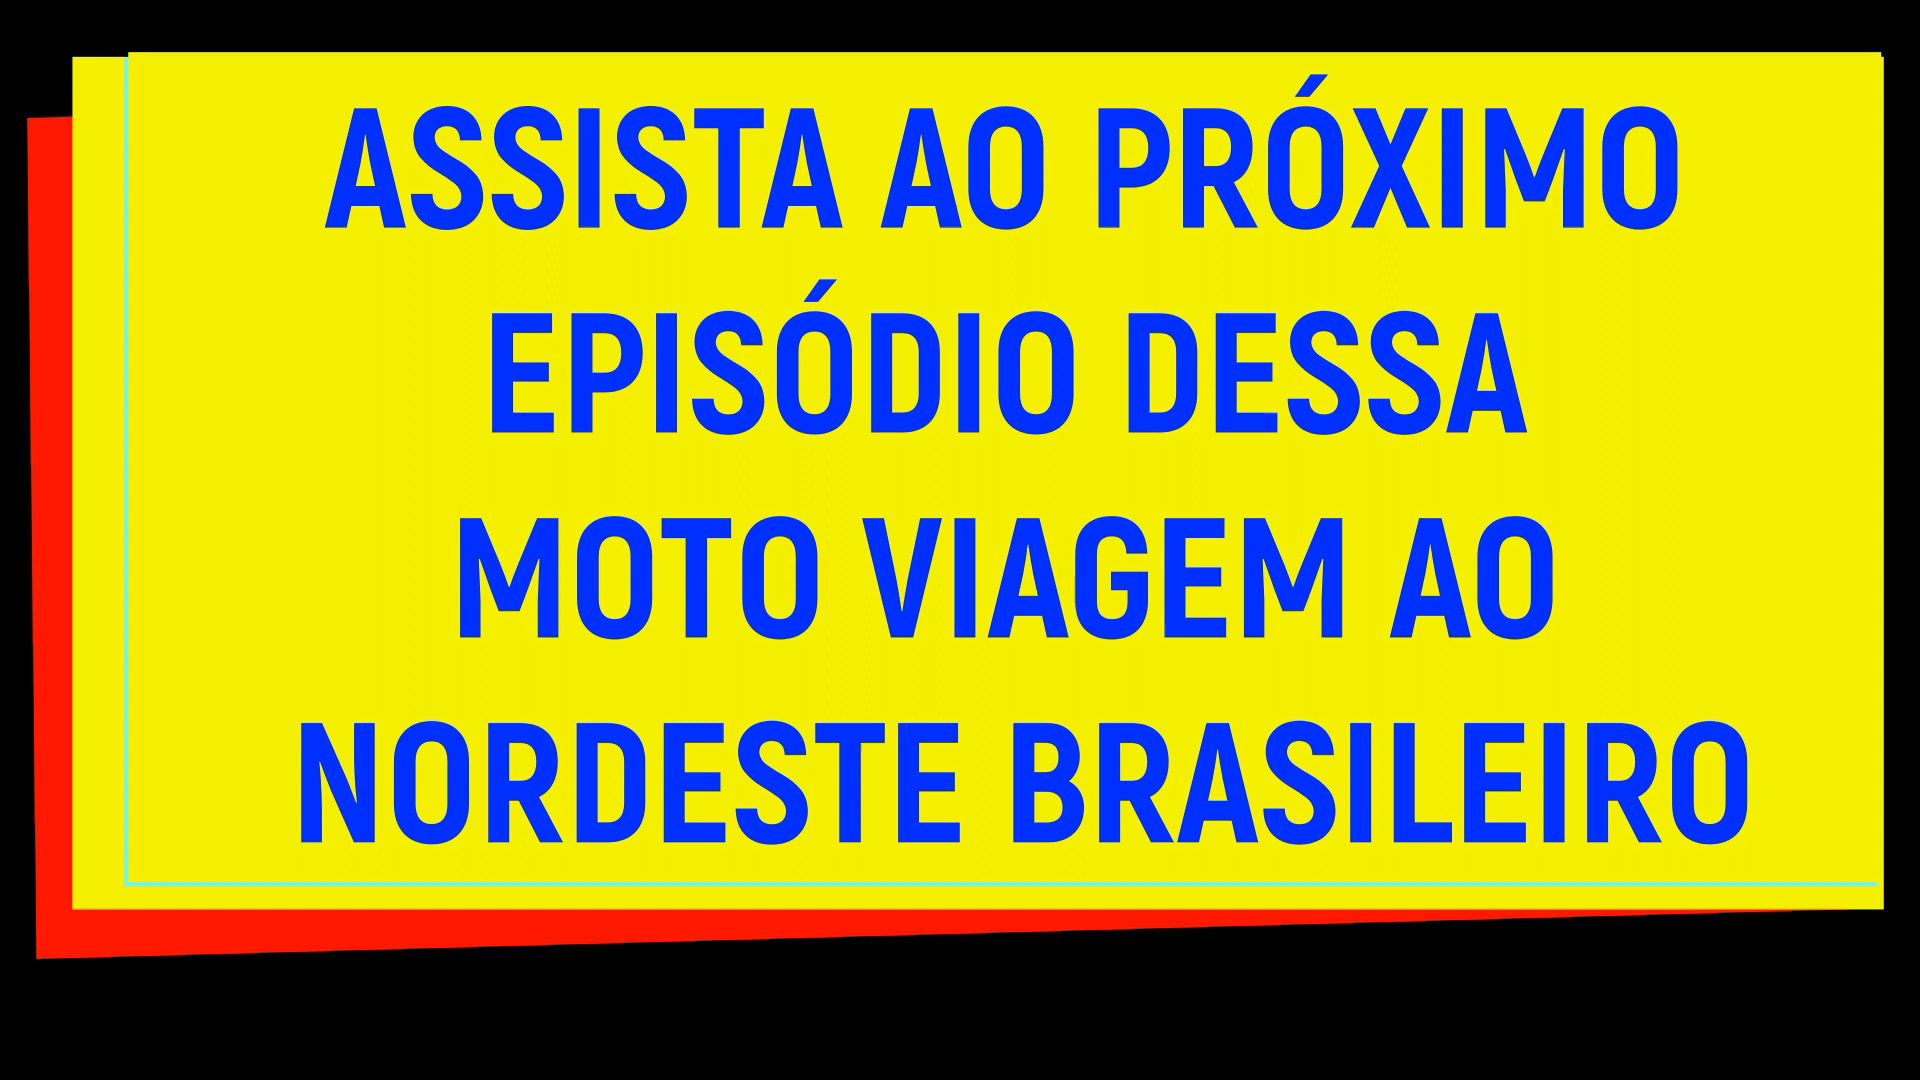 ASSISTA AO PRÓXIMO
EPISÓDIO DESSA
MOTO VIAGEM AO
NORDESTE BRASILEIRO